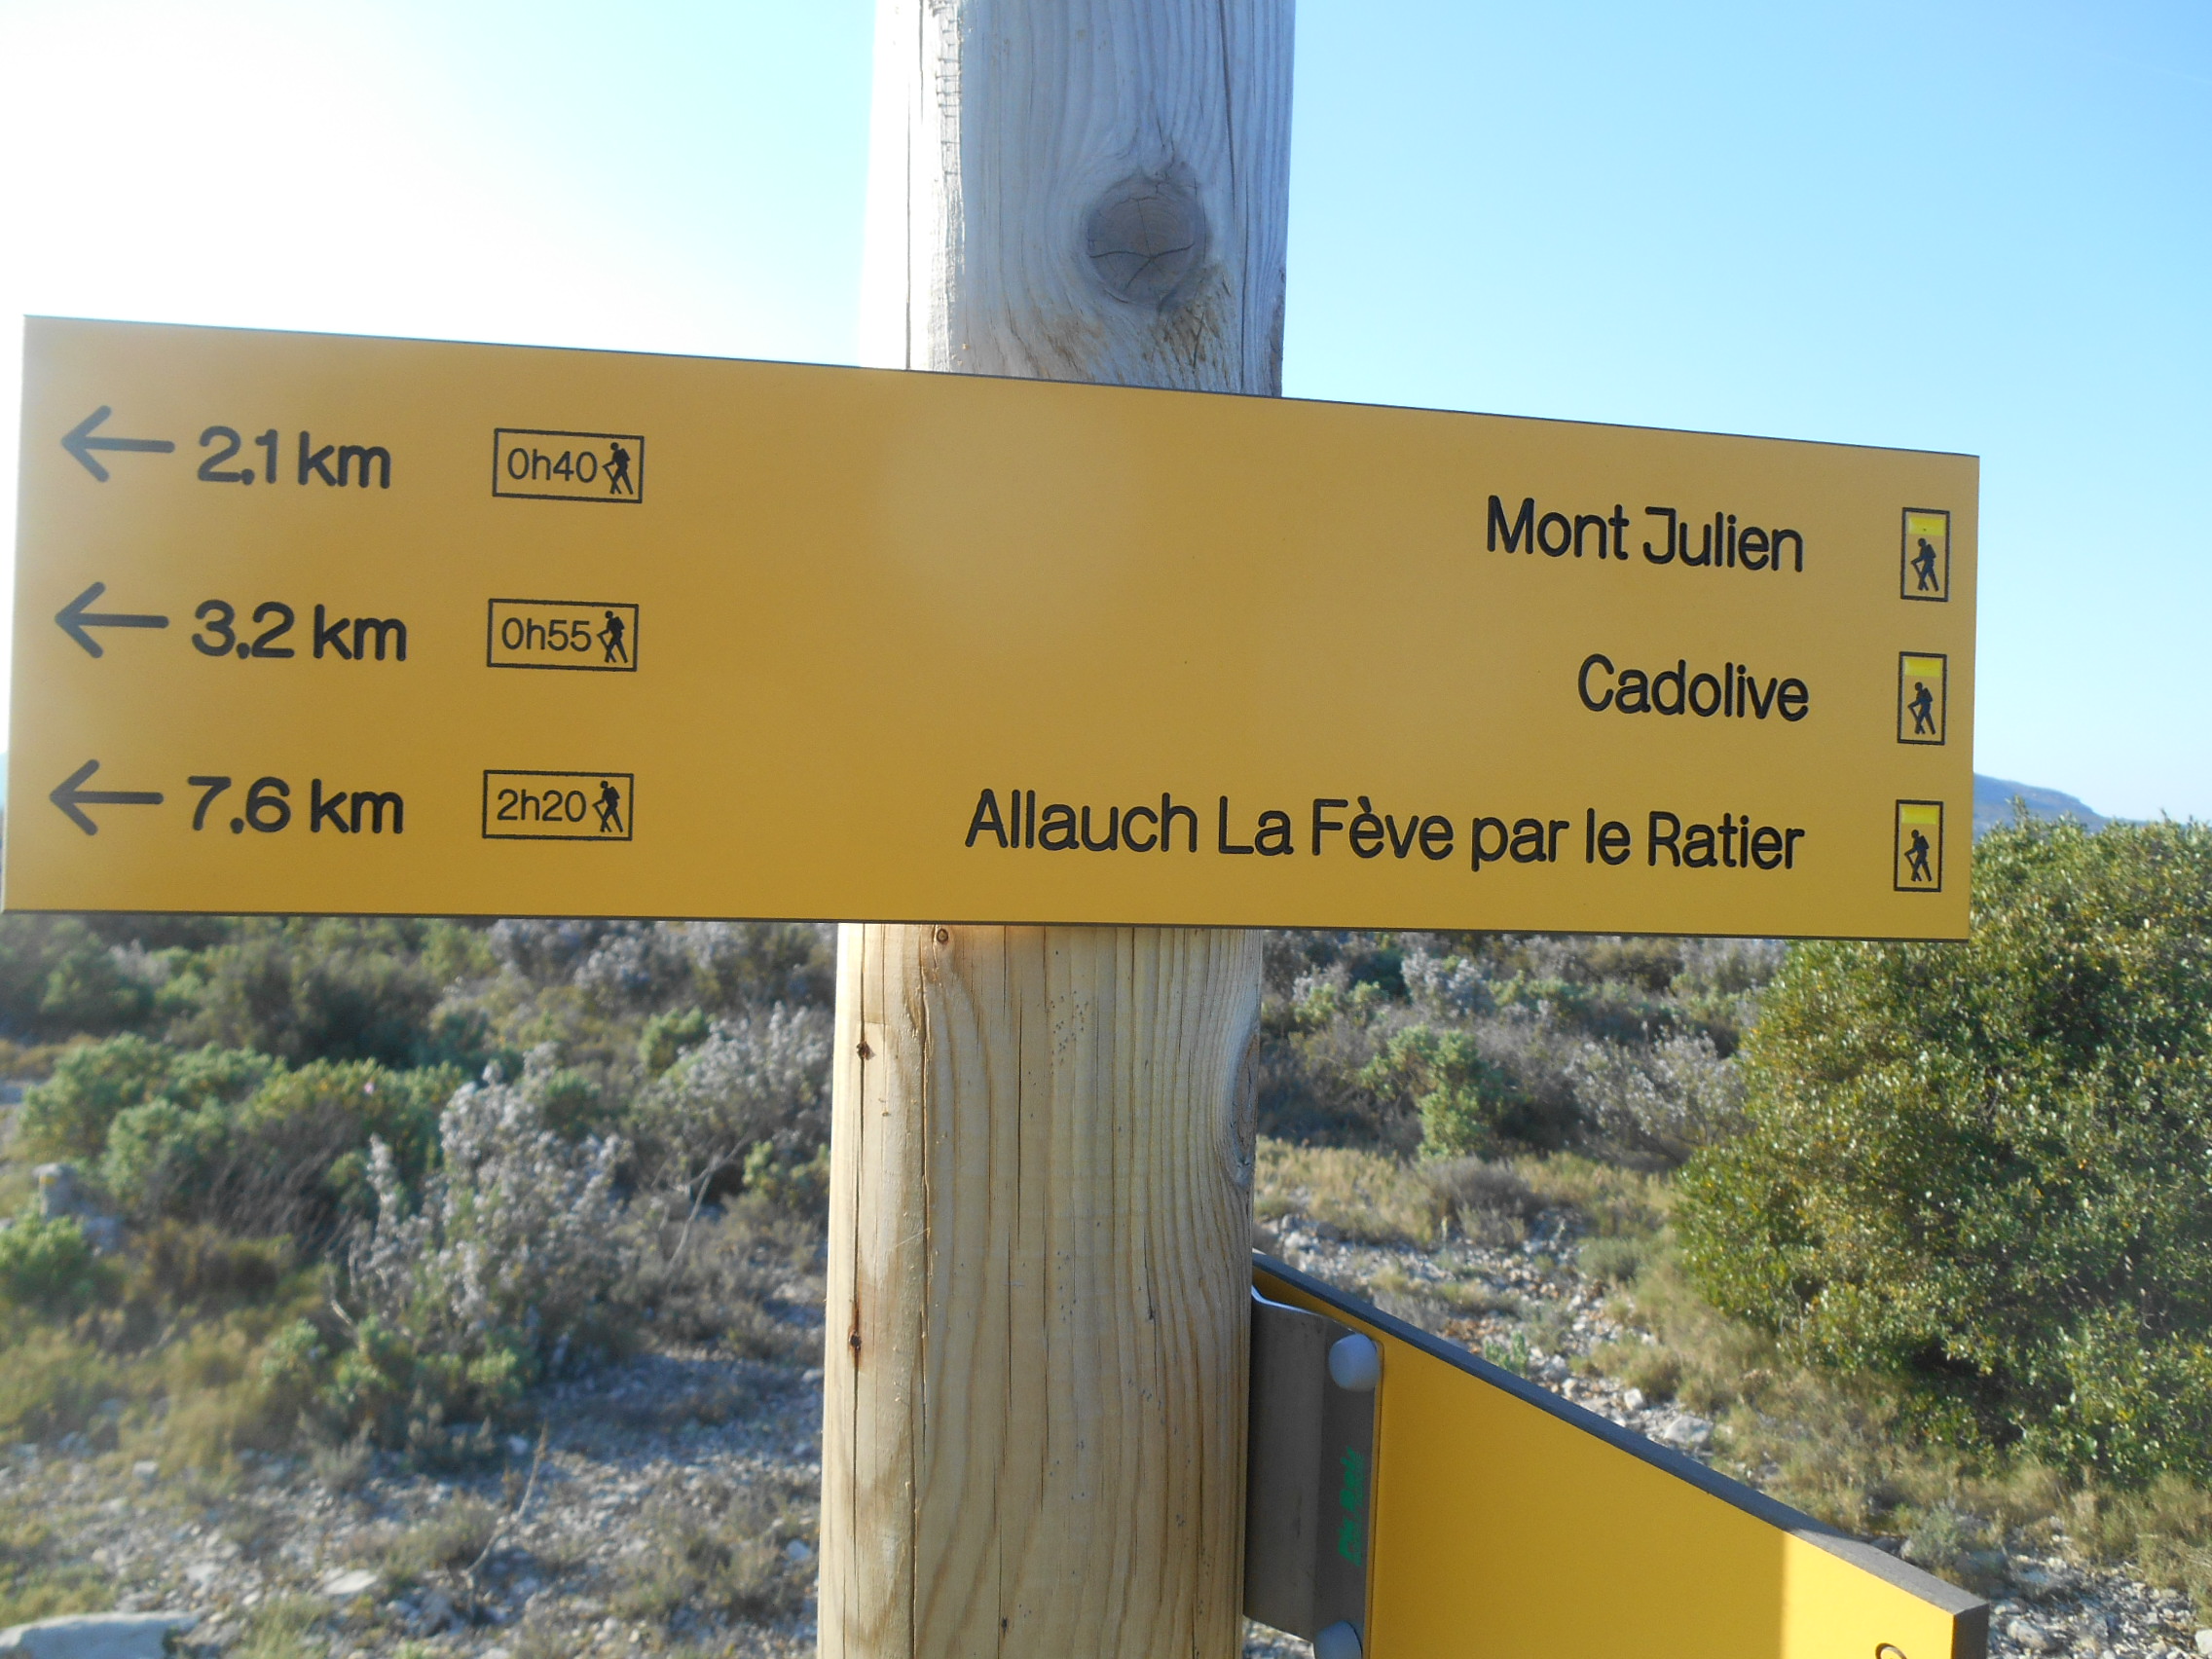 ← 2,1 km 0h40 Mont Julien
← 3,2 km 0h55 Cadolive
← 7,6 km 2h20 Allauch La Fève par le Ratier